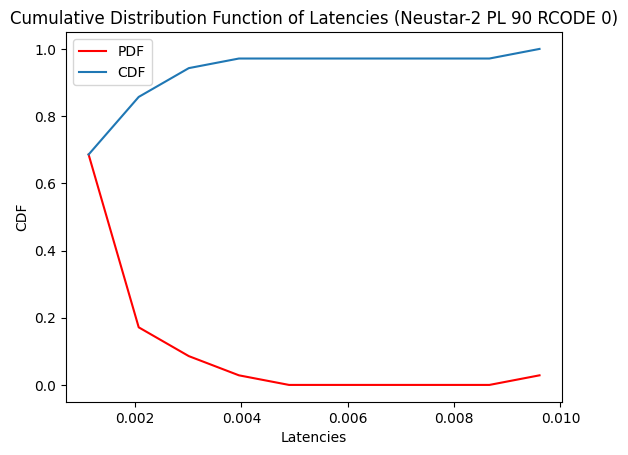 Cumulative Distribution Function of Latencies (Neustar-2 PL 90 RCODE 0)
PDF
CDF
1.0
0.8
0.6
0.4
0.2
0.0
CDF
0.002
0.004
0.006
0.008
0.010
Latencies